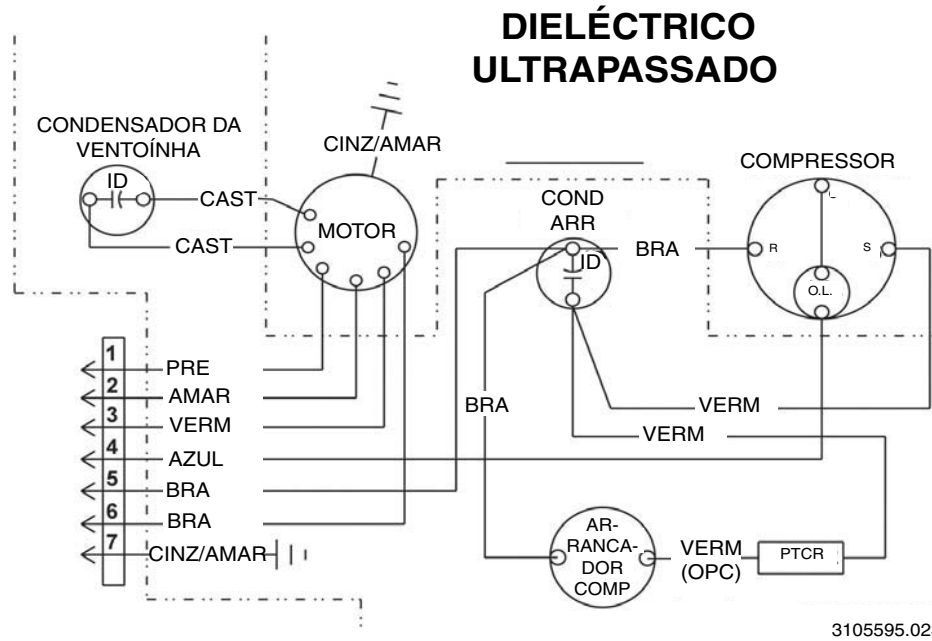 DIELÉCTRICO
ULTRAPASSADO
CONDENSADOR DA
VENTOÍNHA
ID
CAST
CAST
CINZ/AMAR
MOTOR
COND
ARR
ID
BRA
COMPRESSOR
R
S
O.L.
1
PRE
2
AMAR
3
VERM
4
AZUL
5
BRA
6
BRA
7
CINZ/AMAR
BRA
VERM
VERM
AR-
RANCA-
DOR
COMP
VERM
(OPC)
PTCR
3105595.02